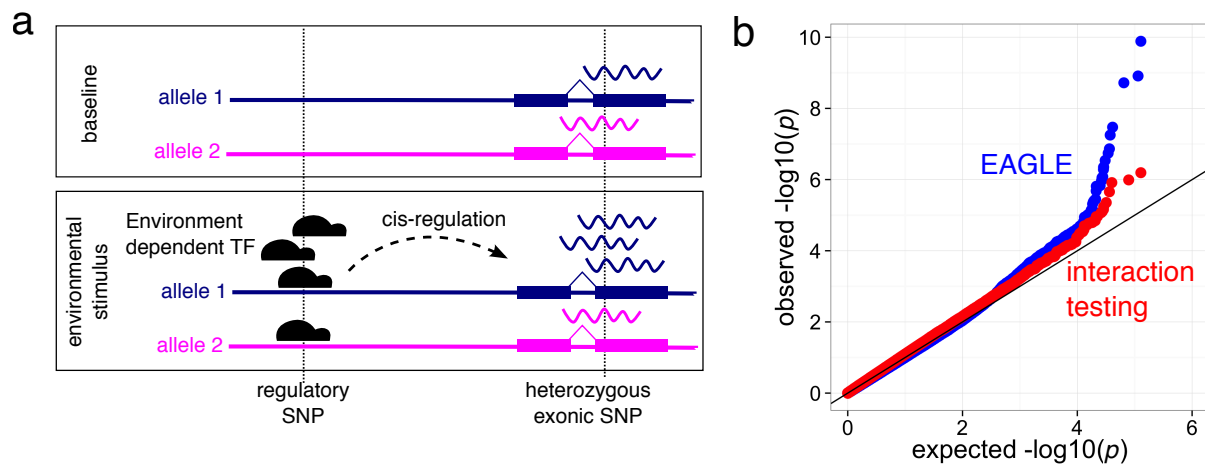 a
baseline
allele 1
allele 2
environmental
stimulus
Environment
dependent TF
cis-regulation
allele 1
allele 2
regulatory
SNP
heterozygous
exonic SNP
b
observed -log10(p)
10
8
6
4
2
0
EAGLE
interaction
testing
0
2
4
6
expected -log10(p)